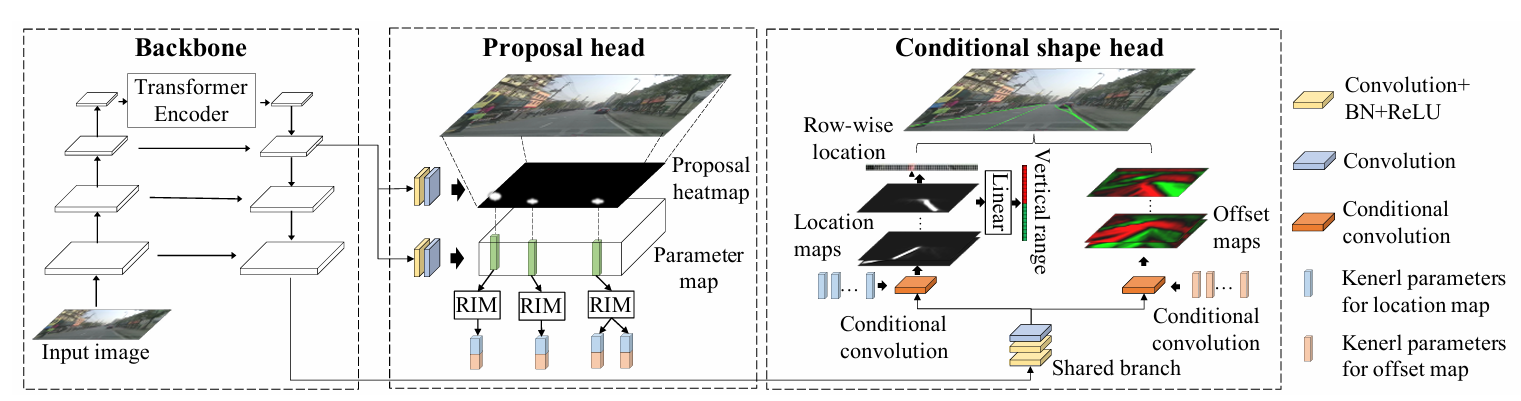 Backbone
Transformer
Encoder
Input image
Proposal head
Proposal
heatmap
Parameter
map
RIM
RIM
RIM
Conditional shape head
Row-wise
location
Location
maps
Linear
Vertical range
Offset
maps
Conditional
convolution
Conditional
convolution
Shared branch
Convolution+
BN+ReLU
Convolution
Conditional
convolution
Kenerl parameters
for location map
Kenerl parameters
for offset map